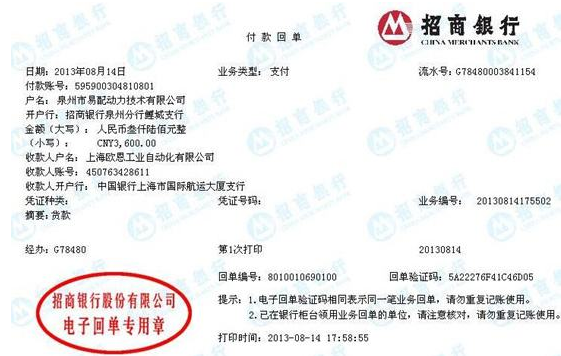 招商银行
CHINA MERCHANTS BANK
付款回单
日期：2013年08月14日 业务类型：支付 流水号：G78480003841154
付款账号：595900304810801
户名：泉州市易配动力技术有限公司
开户行：招商银行泉州分行鲤城支行
金额（大写）：人民币叁仟陆佰元整
（小写）：CNY3,600.00
收款人户名：上海欧恩工业自动化有限公司
收款人账号：450763428611
收款人开户行：中国银行上海市国际航运大厦支行
凭证种类： 凭证号码： 业务编号：20130814175502
摘要：货款
经办：G78480 第1次打印 20130814
回单编号：8010010690100 回单验证码：5A22276F41C46D05
提示：1.电子回单验证码相同表示同一笔业务回单，请勿重复记账使用。
2.已在银行柜台领用业务回单的单位，请注意核对，请勿重复记账使用。
打印时间：2013-08-14 17:58:55
招商银行股份有限公司
电子回单专用章